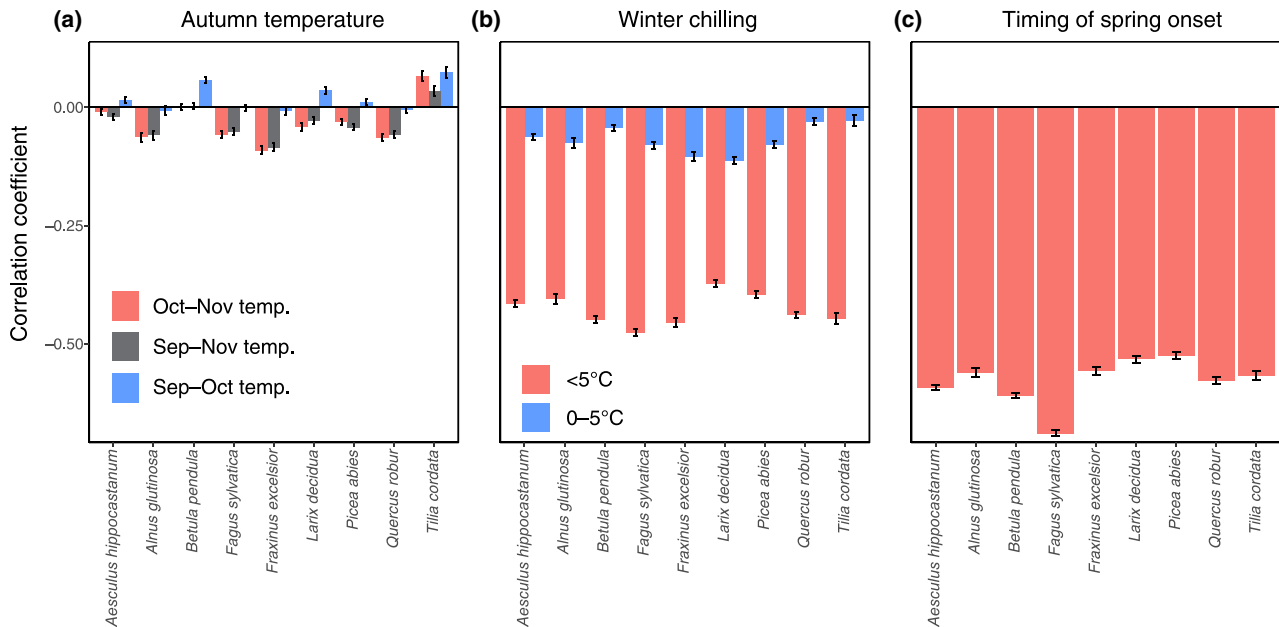 (a) Autumn temperature
(b) Winter chilling
(c) Timing of spring onset
Correlation coefficient
0.00
−0.25
−0.50
Oct–Nov temp.
Sep–Nov temp.
Sep–Oct temp.
<5°C
0–5°C
Aesculus hippocastanum
Alnus glutinosa
Betula pendula
Fagus sylvatica
Fraxinus excelsior
Larix decidua
Picea abies
Quercus robur
Tilia cordata
Aesculus hippocastanum
Alnus glutinosa
Betula pendula
Fagus sylvatica
Fraxinus excelsior
Larix decidua
Picea abies
Quercus robur
Tilia cordata
Aesculus hippocastanum
Alnus glutinosa
Betula pendula
Fagus sylvatica
Fraxinus excelsior
Larix decidua
Picea abies
Quercus robur
Tilia cordata